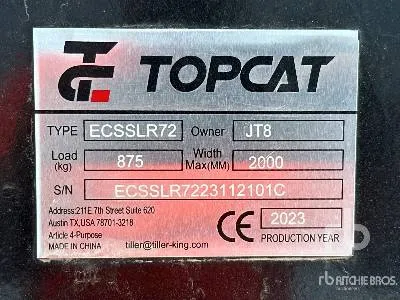 TOPCAT
TYPE ECSSLR72 Owner JT8
Load (kg) 875 Width Max(MM) 2000
S/N ECSSLR7223112101C
Address:211E.7th Street Suite 620
Austin TX,USA 78701-3218
Article 4-Purpose
MADE IN CHINA tiller@tiller-king.com
CE 2023
PRODUCTION YEAR
rb RITCHIE BROS.